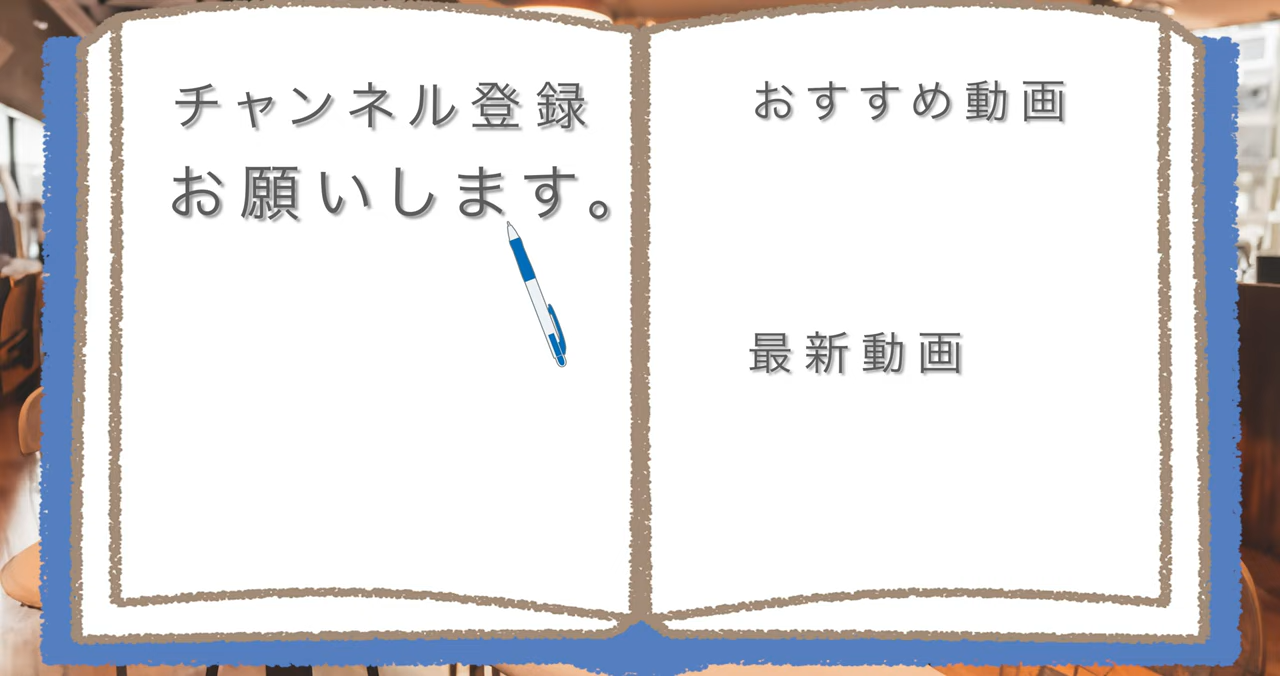 チャンネル登録
お願いします。
おすすめ動画
最新動画